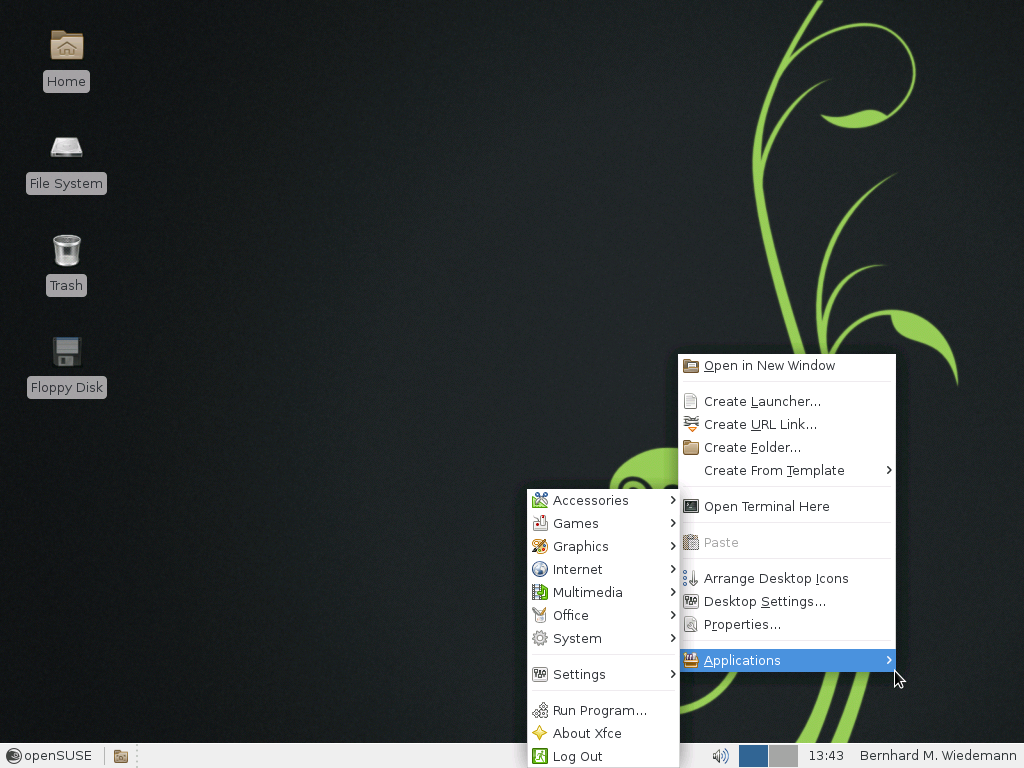 Home
File System
Trash
Floppy Disk
Open in New Window
Create Launcher...
Create URL Link...
Create Folder...
Create From Template
Open Terminal Here
Paste
Arrange Desktop Icons
Desktop Settings...
Properties...
Applications
Accessories
Games
Graphics
Internet
Multimedia
Office
System
Settings
Run Program...
About Xfce
Log Out
openSUSE
13:43
Bernhard M. Wiedemann